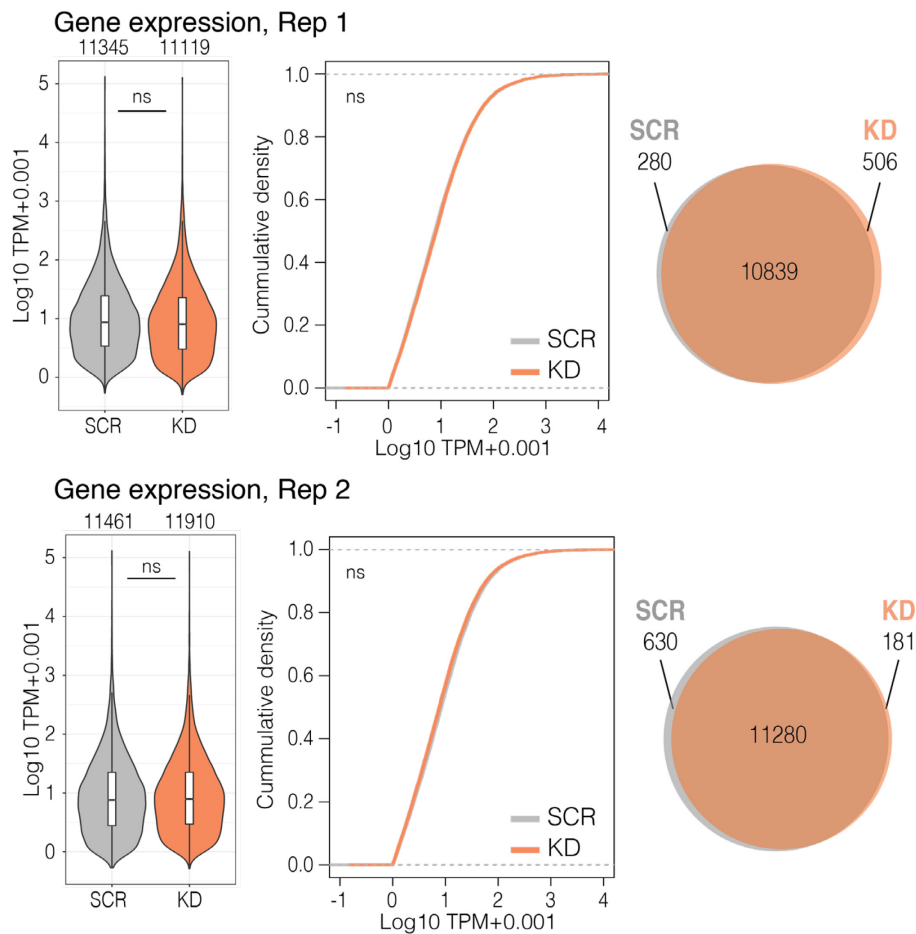 Gene expression, Rep 1
11345 11119
5
4
3
2
1
0
Log10 TPM+0.001
ns
SCR KD
1.0
0.8
0.6
0.4
0.2
0.0
Cummulative density
ns
SCR
KD
-1 0 1 2 3 4
Log10 TPM+0.001
SCR KD
280 506
10839
Gene expression, Rep 2
11461 11910
5
4
3
2
1
0
Log10 TPM+0.001
ns
SCR KD
1.0
0.8
0.6
0.4
0.2
0.0
Cummulative density
ns
SCR
KD
-1 0 1 2 3 4
Log10 TPM+0.001
SCR KD
630 181
11280